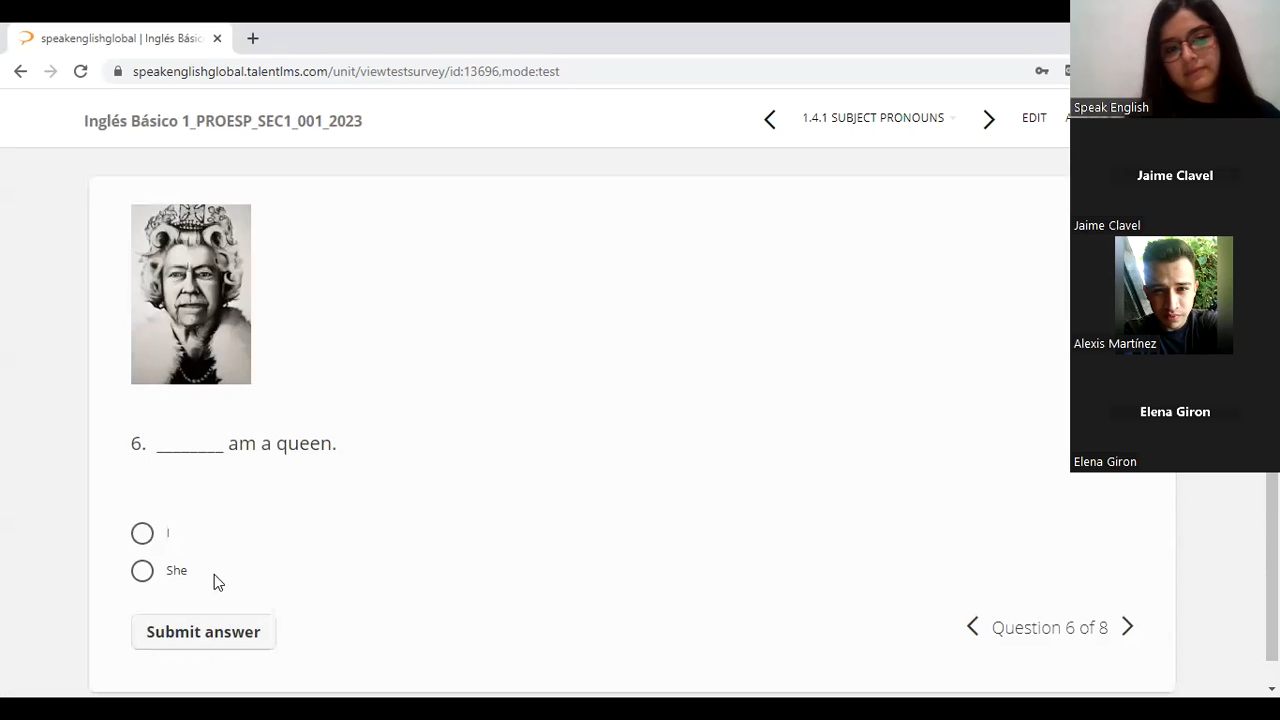 speakenglishglobal | Inglés Básic
speakenglishglobal.talentlms.com/unit/viewtestsurvey/id:13696,mode:test
Inglés Básico 1_PROESP_SEC1_001_2023
1.4.1 SUBJECT PRONOUNS
EDIT
Speak English
Jaime Clavel
Jaime Clavel
Alexis Martínez
Elena Giron
Elena Giron
6. ________ am a queen.
I
She
Submit answer
Question 6 of 8